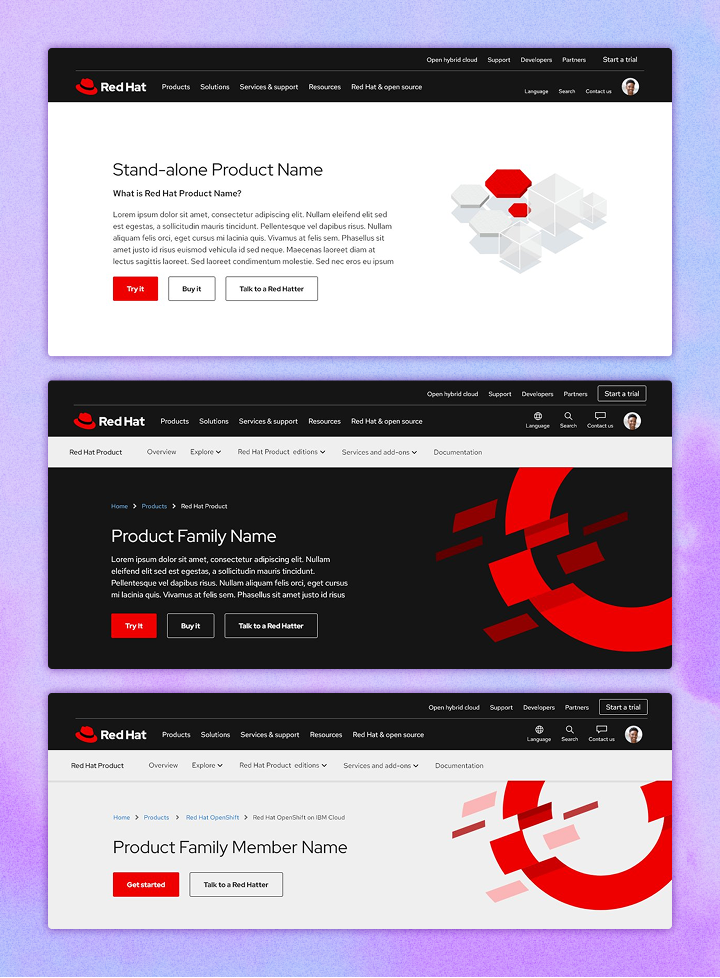 Open hybrid cloud Support Developers Partners Start a trial
Red Hat Products Solutions Services & support Resources Red Hat & open source
Language Search Contact us
Stand-alone Product Name
What is Red Hat Product Name?
Lorem ipsum dolor sit amet, consectetur adipiscing elit. Nullam eleifend elit sed
est egestas, a sollicitudin mauris tincidunt. Pellentesque vel dapibus risus. Nullam
aliquam felis orci, eget cursus mi lacinia quis. Vivamus at felis sem. Phasellus sit
amet justo id risus euismod vehicula id sed neque. Maecenas laoreet diam at
lectus sagittis laoreet. Sed laoreet condimentum molestie. Sed nec eros eu ipsum
Try it Buy it Talk to a Red Hatter
Open hybrid cloud Support Developers Partners Start a trial
Red Hat Products Solutions Services & support Resources Red Hat & open source
Language Search Contact us
Red Hat Product Overview Explore Red Hat Product editions Services and add-ons Documentation
Home Products Red Hat Product
Product Family Name
Lorem ipsum dolor sit amet, consectetur adipiscing elit. Nullam
eleifend elit sed est egestas, a sollicitudin mauris tincidunt.
Pellentesque vel dapibus risus. Nullam aliquam felis orci, eget cursus
mi lacinia quis. Vivamus at felis sem. Phasellus sit amet justo id risus
Try It Buy it Talk to a Red Hatter
Open hybrid cloud Support Developers Partners Start a trial
Red Hat Products Solutions Services & support Resources Red Hat & open source
Language Search Contact us
Red Hat Product Overview Explore Red Hat Product editions Services and add-ons Documentation
Home Products Red Hat OpenShift Red Hat OpenShift on IBM Cloud
Product Family Member Name
Get started Talk to a Red Hatter